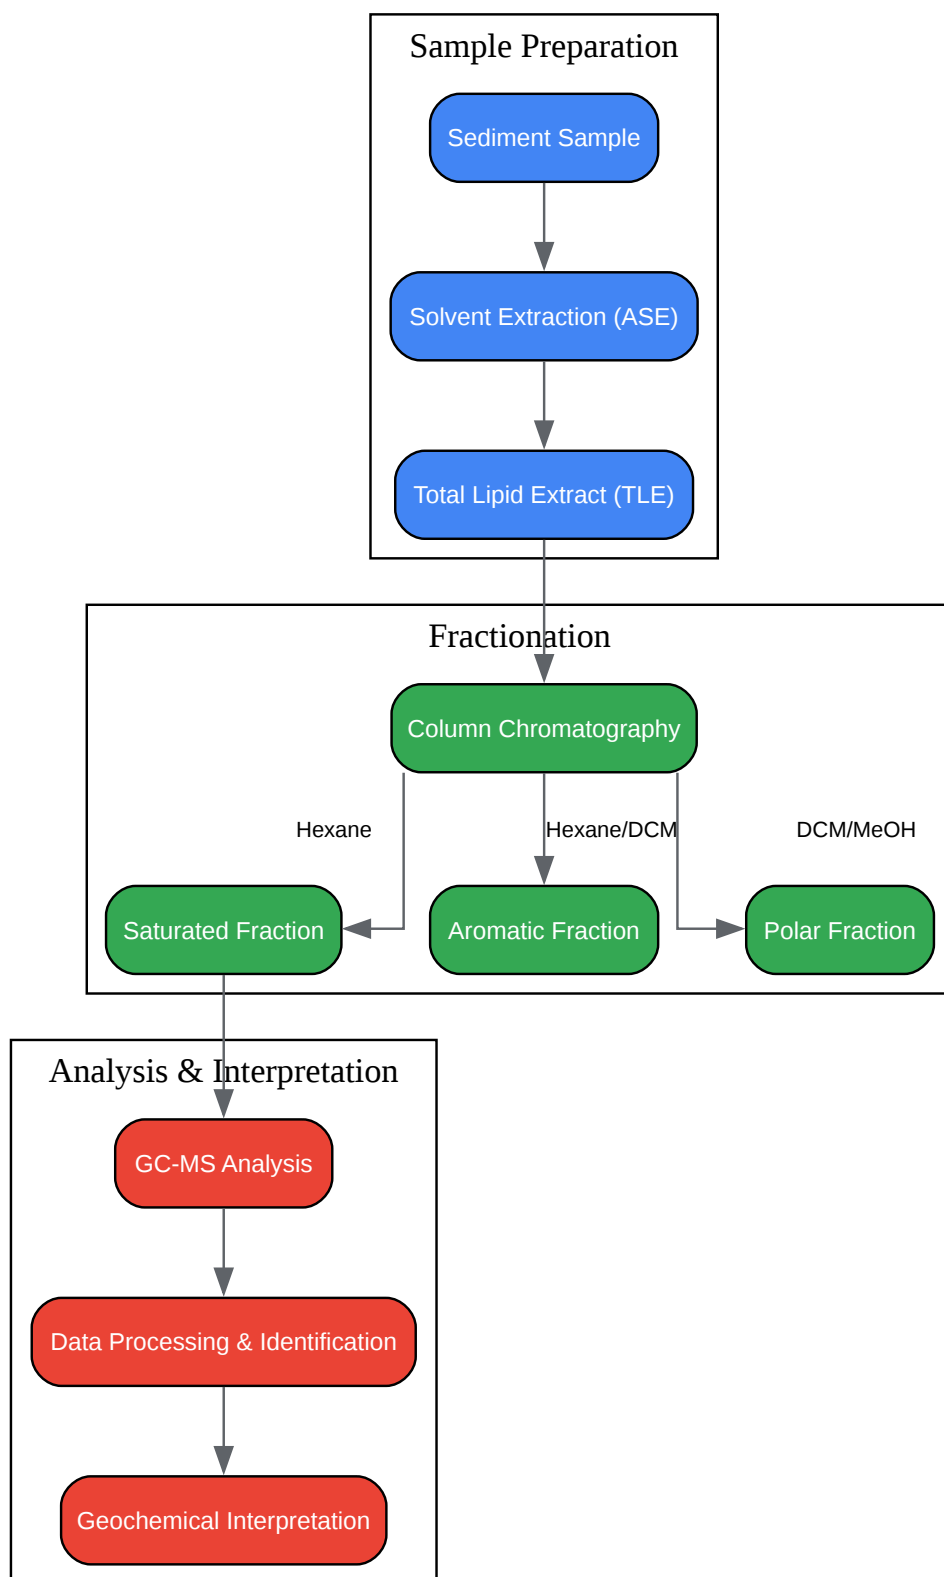 Sample Preparation
Sediment Sample
Solvent Extraction (ASE)
Total Lipid Extract (TLE)
Fractionation
Column Chromatography
Hexane
Hexane/DCM
DCM/MeOH
Saturated Fraction
Aromatic Fraction
Polar Fraction
Analysis & Interpretation
GC-MS Analysis
Data Processing & Identification
Geochemical Interpretation